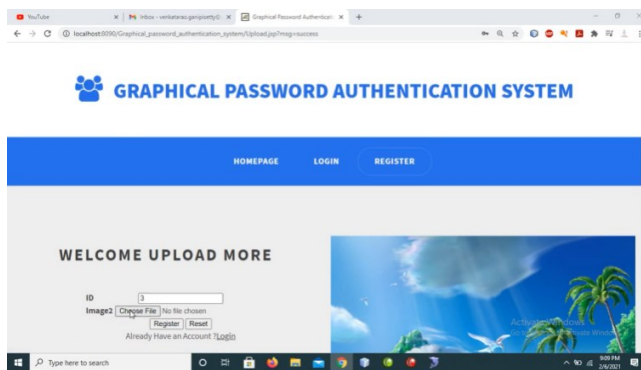 YouTube
Inbox - venkatarao.ganipisetty@
Graphical Password Authenticati
localhost:8090/Graphical_password_authentication_system/Upload.jsp?msg=success
GRAPHICAL PASSWORD AUTHENTICATION SYSTEM
HOMEPAGE LOGIN REGISTER
WELCOME UPLOAD MORE
ID 3
Image2 Choose File No file chosen
Register Reset
Already Have an Account ?Login
Activate Windows
Type here to search
9:09 PM
2/6/2021